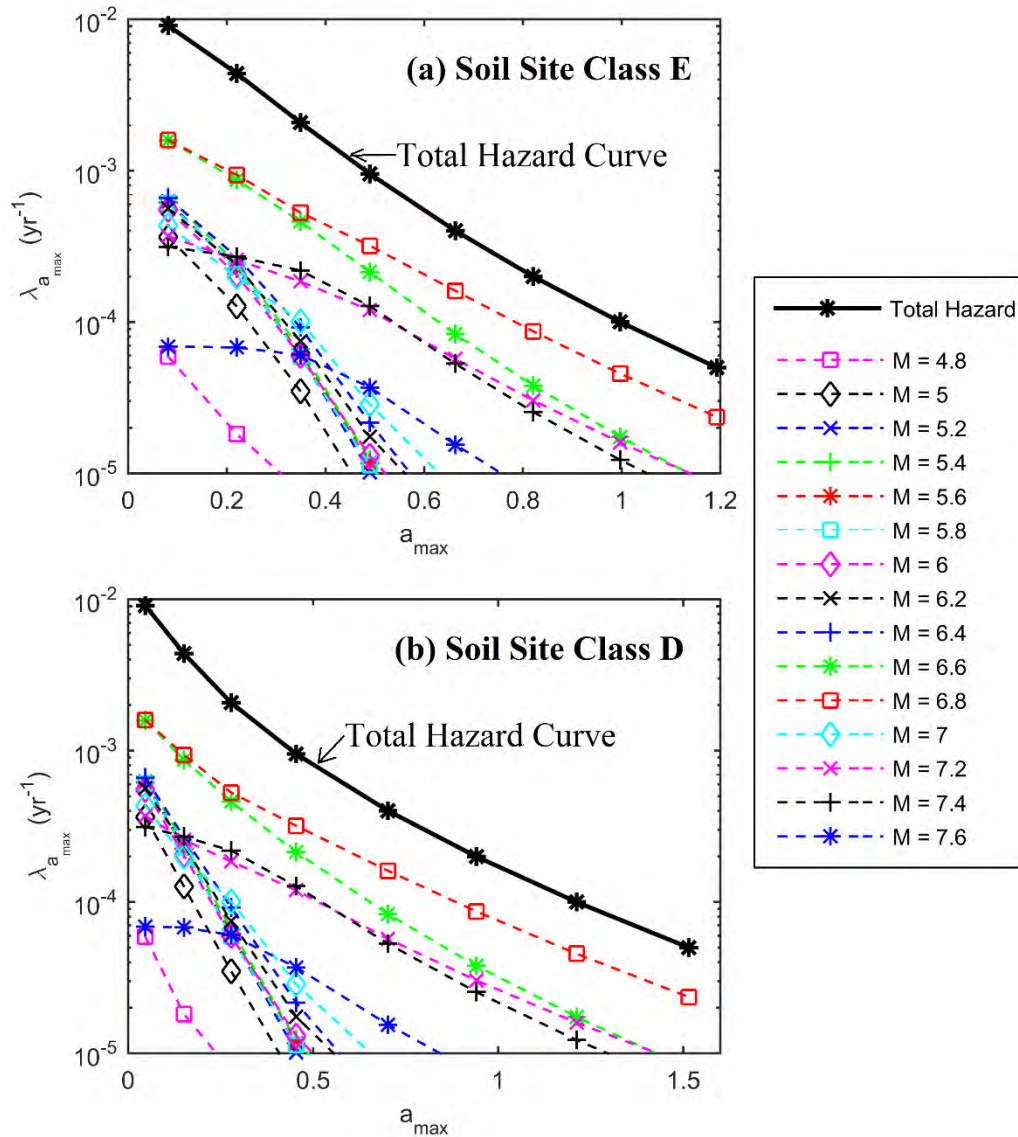 10⁻²
(a) Soil Site Class E
Total Hazard Curve
10⁻³
λ_a_max (yr⁻¹)
10⁻⁴
10⁻⁵
0 0.2 0.4 0.6 0.8 1 1.2
a_max
10⁻²
(b) Soil Site Class D
Total Hazard Curve
10⁻³
λ_a_max (yr⁻¹)
10⁻⁴
10⁻⁵
0 0.5 1 1.5
a_max
Total Hazard
M = 4.8
M = 5
M = 5.2
M = 5.4
M = 5.6
M = 5.8
M = 6
M = 6.2
M = 6.4
M = 6.6
M = 6.8
M = 7
M = 7.2
M = 7.4
M = 7.6